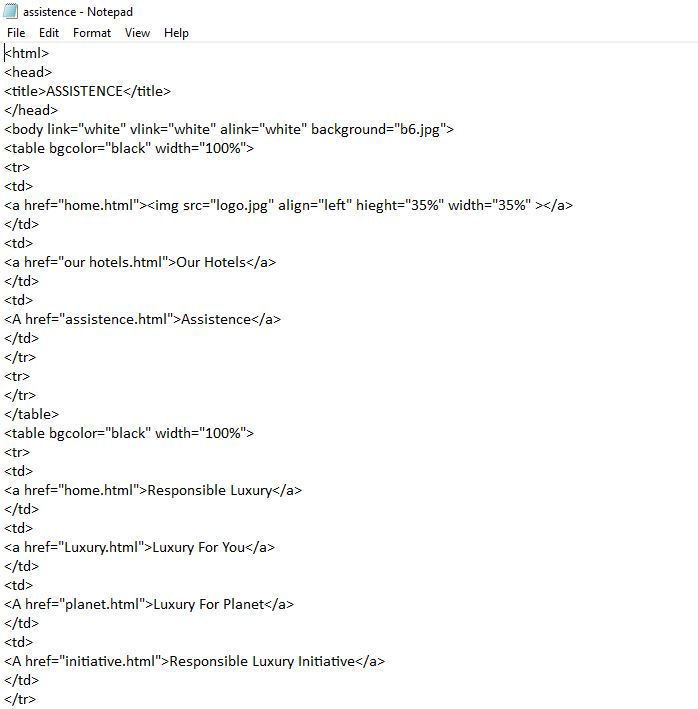 assistence - Notepad
File Edit Format View Help
<html>
<head>
<title>ASSISTENCE</title>
</head>
<body link="white" vlink="white" alink="white" background="b6.jpg">
<table bgcolor="black" width="100%">
<tr>
<td>
<a href="home.html"><img src="logo.jpg" align="left" hieght="35%" width="35%" ></a>
</td>
<td>
<a href="our hotels.html">Our Hotels</a>
</td>
<td>
<A href="assistence.html">Assistence</a>
</td>
</tr>
<tr>
</tr>
</table>
<table bgcolor="black" width="100%">
<tr>
<td>
<a href="home.html">Responsible Luxury</a>
</td>
<td>
<a href="Luxury.html">Luxury For You</a>
</td>
<td>
<A href="planet.html">Luxury For Planet</a>
</td>
<td>
<A href="initiative.html">Responsible Luxury Initiative</a>
</td>
</tr>